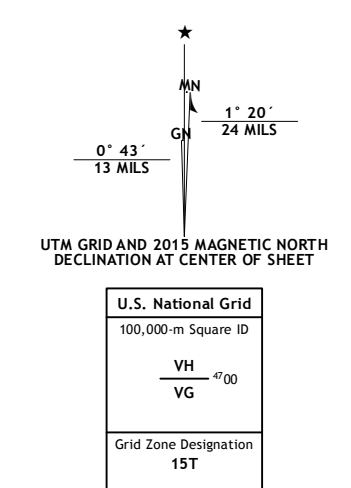 MN
1° 20´
24 MILS
GN
0° 43´
13 MILS
UTM GRID AND 2015 MAGNETIC NORTH
DECLINATION AT CENTER OF SHEET
U.S. National Grid
100,000-m Square ID
VH
4700
VG
Grid Zone Designation
15T